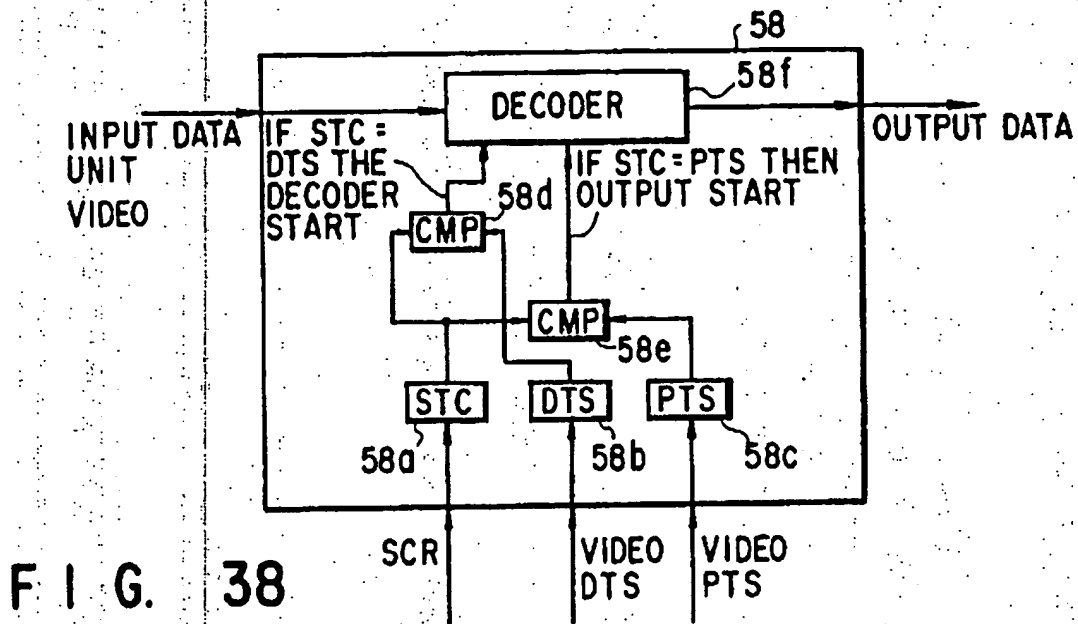 58
58f
DECODER
INPUT DATA
UNIT
VIDEO
IF STC =
DTS THE
DECODER
START
OUTPUT DATA
IF STC = PTS THEN
OUTPUT START
58d
CMP
CMP
58e
STC
DTS
PTS
58a
58b
58c
SCR
VIDEO
DTS
VIDEO
PTS
FIG. 38